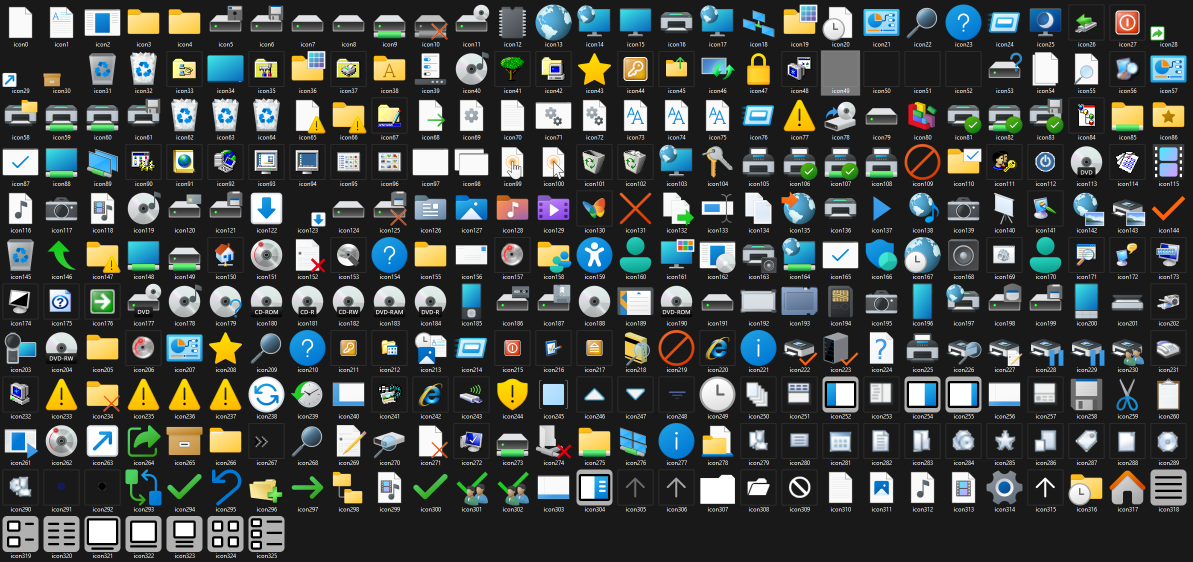 icon0 icon1 icon2 icon3 icon4 icon5 icon6 icon7 icon8 icon9 icon10 icon11 icon12 icon13 icon14 icon15 icon16 icon17 icon18 icon19 icon20 icon21 icon22 icon23 icon24 icon25 icon26 icon27 icon28
icon29 icon30 icon31 icon32 icon33 icon34 icon35 icon36 icon37 icon38 icon39 icon40 icon41 icon42 icon43 icon44 icon45 icon46 icon47 icon48 icon49 icon50 icon51 icon52 icon53 icon54 icon55 icon56 icon57
icon58 icon59 icon60 icon61 icon62 icon63 icon64 icon65 icon66 icon67 icon68 icon69 icon70 icon71 icon72 icon73 icon74 icon75 icon76 icon77 icon78 icon79 icon80 icon81 icon82 icon83 icon84 icon85 icon86
DVD
icon87 icon88 icon89 icon90 icon91 icon92 icon93 icon94 icon95 icon96 icon97 icon98 icon99 icon100 icon101 icon102 icon103 icon104 icon105 icon106 icon107 icon108 icon109 icon110 icon111 icon112 icon113 icon114 icon115
icon116 icon117 icon118 icon119 icon120 icon121 icon122 icon123 icon124 icon125 icon126 icon127 icon128 icon129 icon130 icon131 icon132 icon133 icon134 icon135 icon136 icon137 icon138 icon139 icon140 icon141 icon142 icon143 icon144
icon145 icon146 icon147 icon148 icon149 icon150 icon151 icon152 icon153 icon154 icon155 icon156 icon157 icon158 icon159 icon160 icon161 icon162 icon163 icon164 icon165 icon166 icon167 icon168 icon169 icon170 icon171 icon172 icon173
DVD CD-ROM CD-R CD-RW DVD-RAM DVD-R DVD-ROM
icon174 icon175 icon176 icon177 icon178 icon179 icon180 icon181 icon182 icon183 icon184 icon185 icon186 icon187 icon188 icon189 icon190 icon191 icon192 icon193 icon194 icon195 icon196 icon197 icon198 icon199 icon200 icon201 icon202
DVD-RW
icon203 icon204 icon205 icon206 icon207 icon208 icon209 icon210 icon211 icon212 icon213 icon214 icon215 icon216 icon217 icon218 icon219 icon220 icon221 icon222 icon223 icon224 icon225 icon226 icon227 icon228 icon229 icon230 icon231
icon232 icon233 icon234 icon235 icon236 icon237 icon238 icon239 icon240 icon241 icon242 icon243 icon244 icon245 icon246 icon247 icon248 icon249 icon250 icon251 icon252 icon253 icon254 icon255 icon256 icon257 icon258 icon259 icon260
icon261 icon262 icon263 icon264 icon265 icon266 icon267 icon268 icon269 icon270 icon271 icon272 icon273 icon274 icon275 icon276 icon277 icon278 icon279 icon280 icon281 icon282 icon283 icon284 icon285 icon286 icon287 icon288 icon289
icon290 icon291 icon292 icon293 icon294 icon295 icon296 icon297 icon298 icon299 icon300 icon301 icon302 icon303 icon304 icon305 icon306 icon307 icon308 icon309 icon310 icon311 icon312 icon313 icon314 icon315 icon316 icon317 icon318
icon319 icon320 icon321 icon322 icon323 icon324 icon325